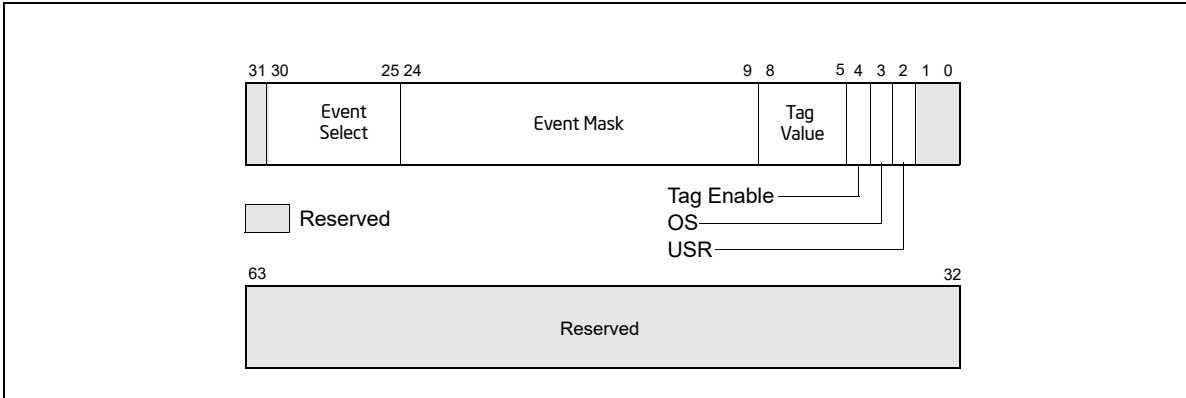 31 30 25 24 9 8 5 4 3 2 1 0
Event
Select
Event Mask
Tag
Value
Tag Enable
OS
USR
Reserved
63 32
Reserved